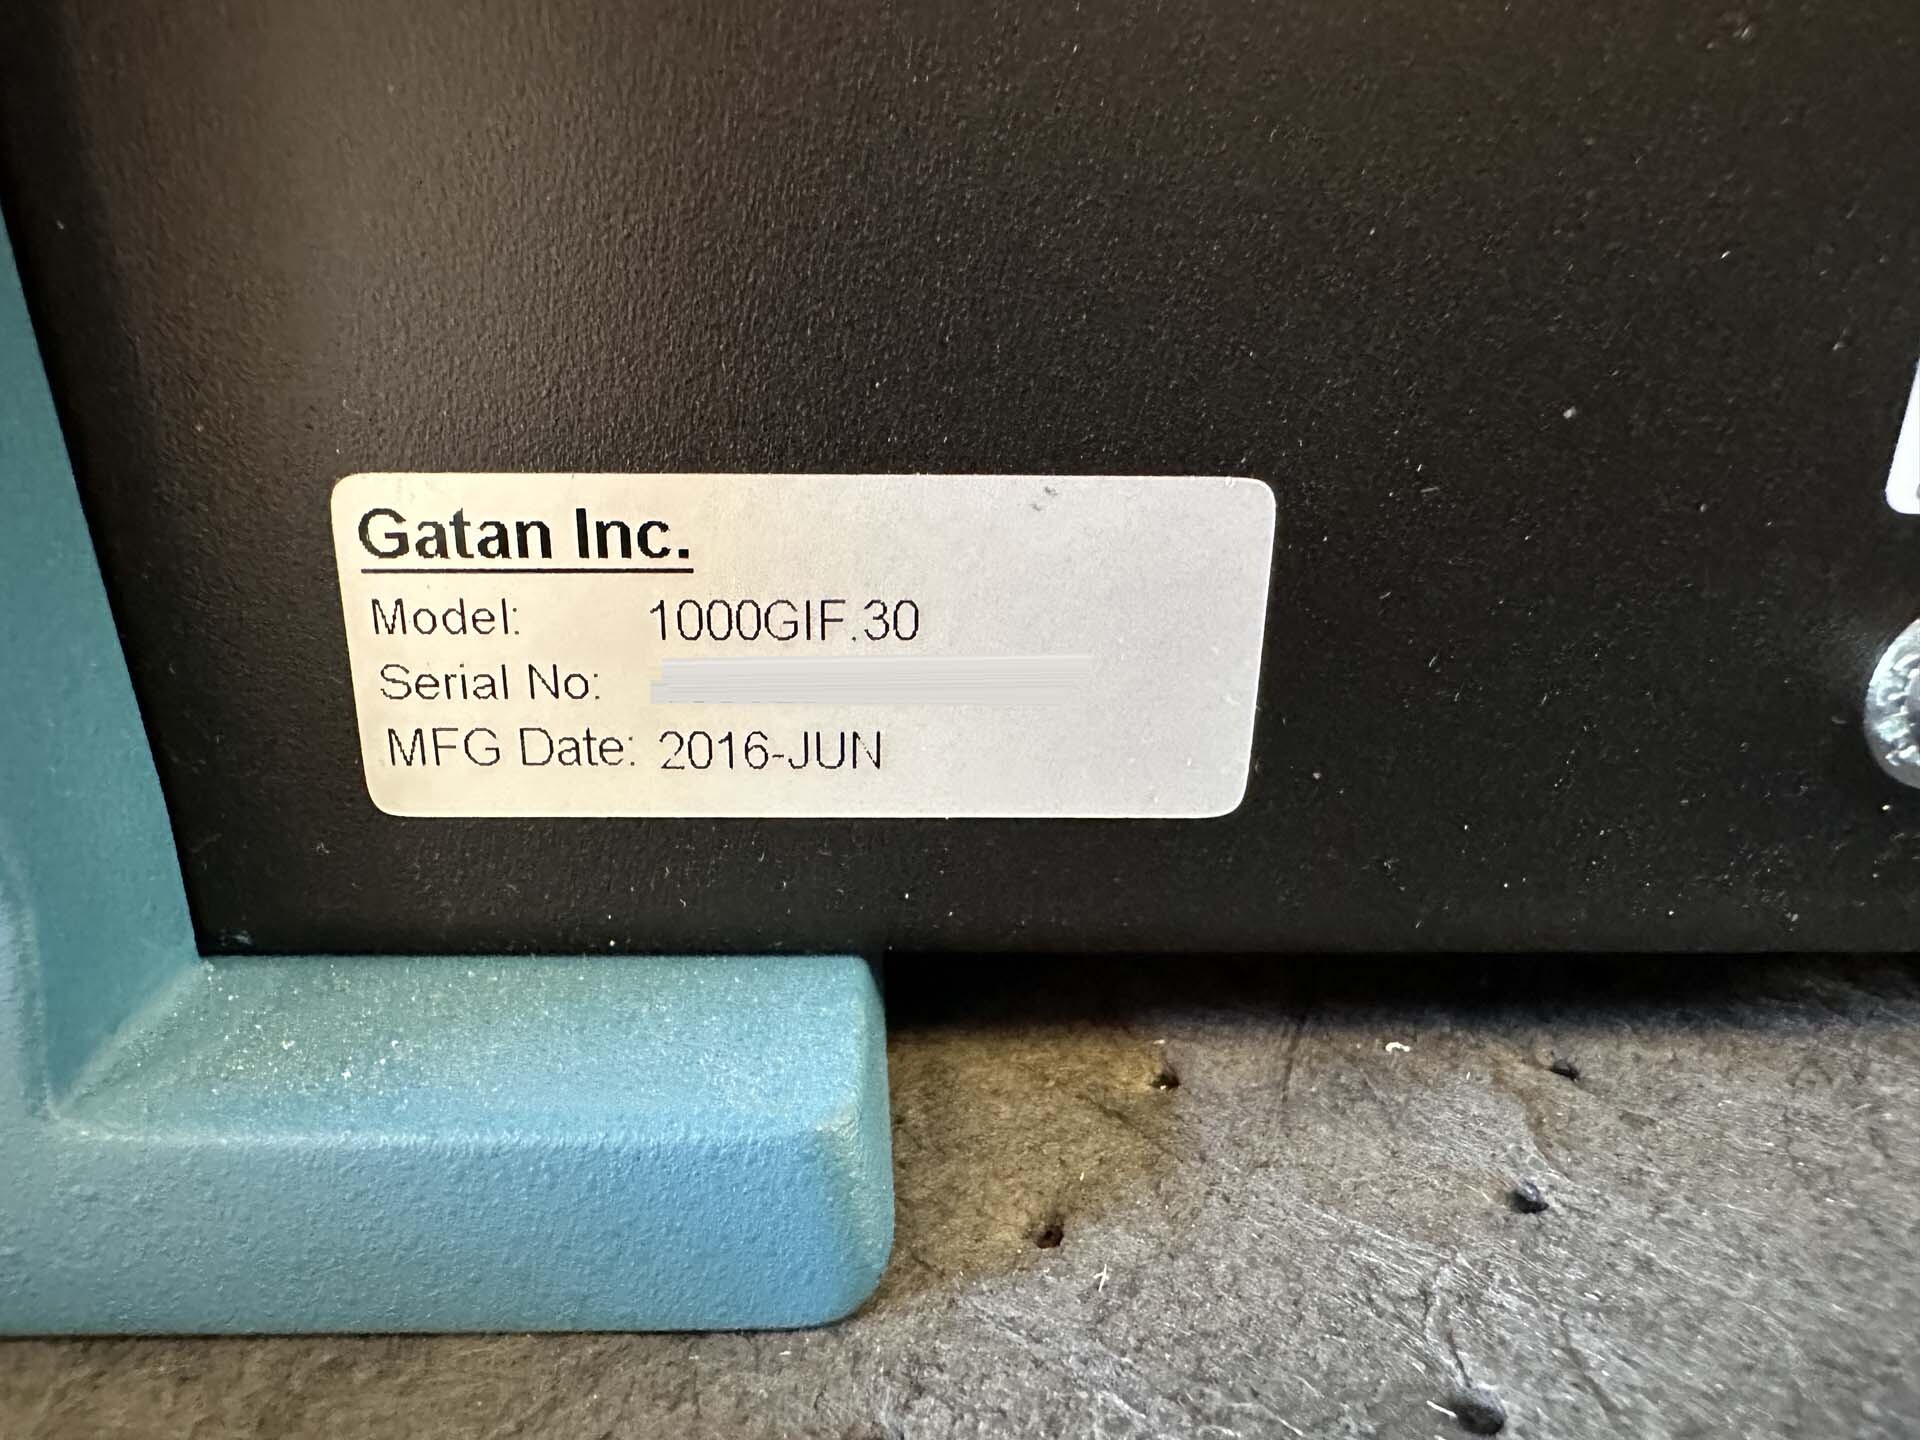 Gatan Inc.
Model: 1000GIF.30
Serial No:
MFG Date: 2016-JUN